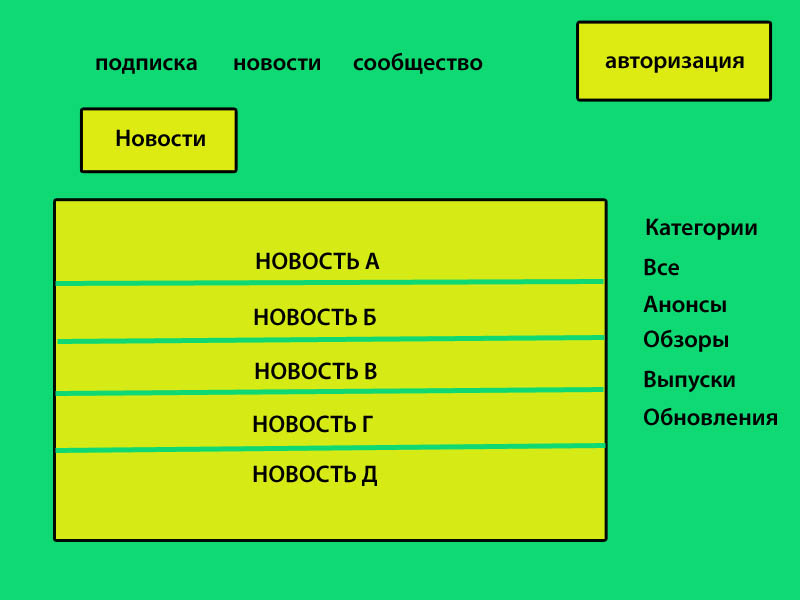 подписка новости сообщество
авторизация
Новости
НОВОСТЬ А
НОВОСТЬ Б
НОВОСТЬ В
НОВОСТЬ Г
НОВОСТЬ Д
Категории
Все
Анонсы
Обзоры
Выпуски
Обновления